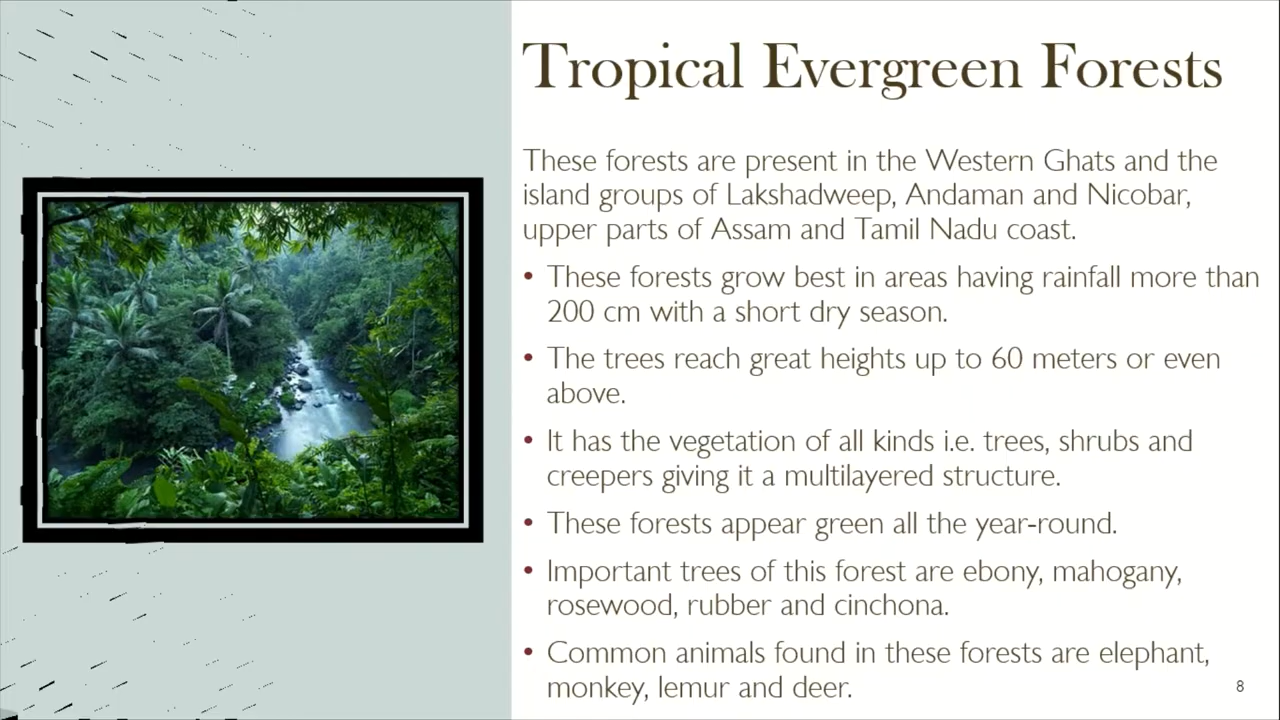 Tropical Evergreen Forests
These forests are present in the Western Ghats and the
island groups of Lakshadweep, Andaman and Nicobar,
upper parts of Assam and Tamil Nadu coast.
• These forests grow best in areas having rainfall more than
200 cm with a short dry season.
• The trees reach great heights up to 60 meters or even
above.
• It has the vegetation of all kinds i.e. trees, shrubs and
creepers giving it a multilayered structure.
• These forests appear green all the year-round.
• Important trees of this forest are ebony, mahogany,
rosewood, rubber and cinchona.
• Common animals found in these forests are elephant,
monkey, lemur and deer.
8